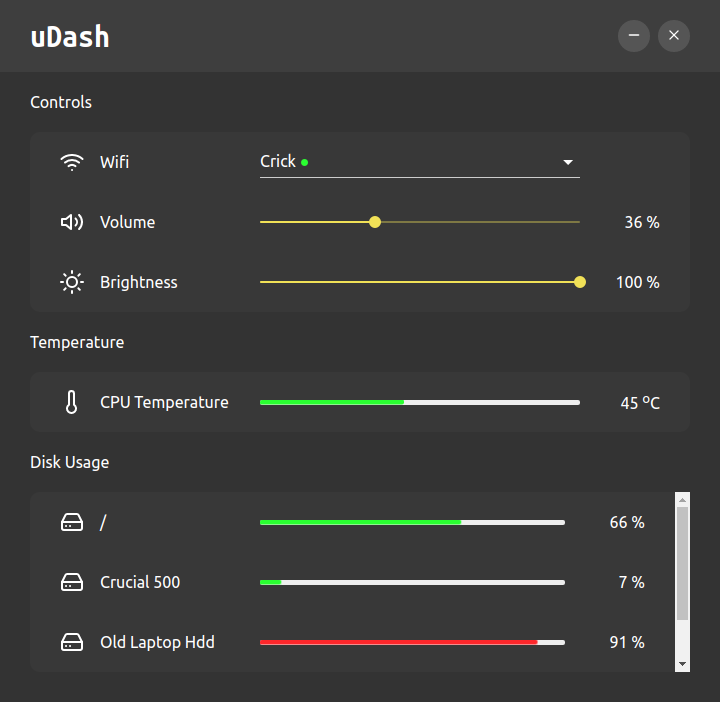 uDash
Controls
Wifi Crick
Volume 36 %
Brightness 100 %
Temperature
CPU Temperature 45 ºC
Disk Usage
/ 66 %
Crucial 500 7 %
Old Laptop Hdd 91 %